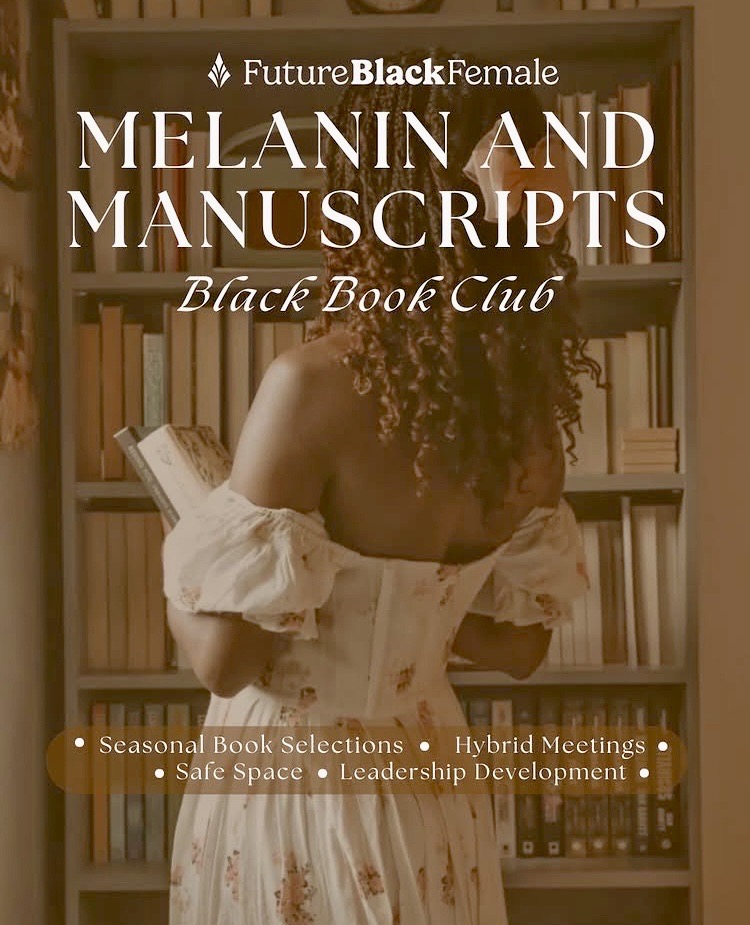 FutureBlackFemale
MELANIN AND
MANUSCRIPTS
Black Book Club
• Seasonal Book Selections • Hybrid Meetings •
• Safe Space • Leadership Development •